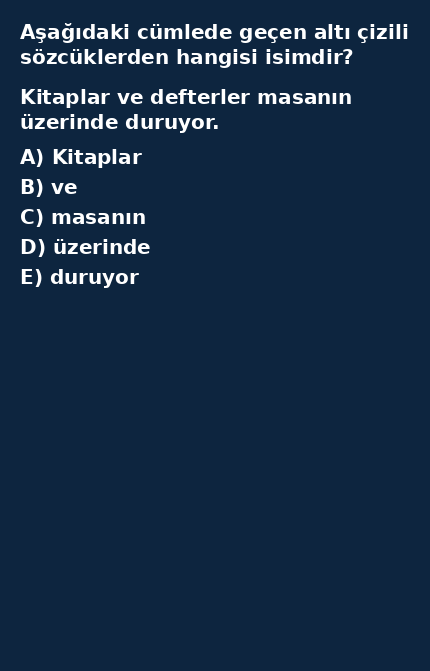 Aşağıdaki cümlede geçen altı çizili
sözcüklerden hangisi isimdir?
Kitaplar ve defterler masanın
üzerinde duruyor.
A) Kitaplar
B) ve
C) masanın
D) üzerinde
E) duruyor